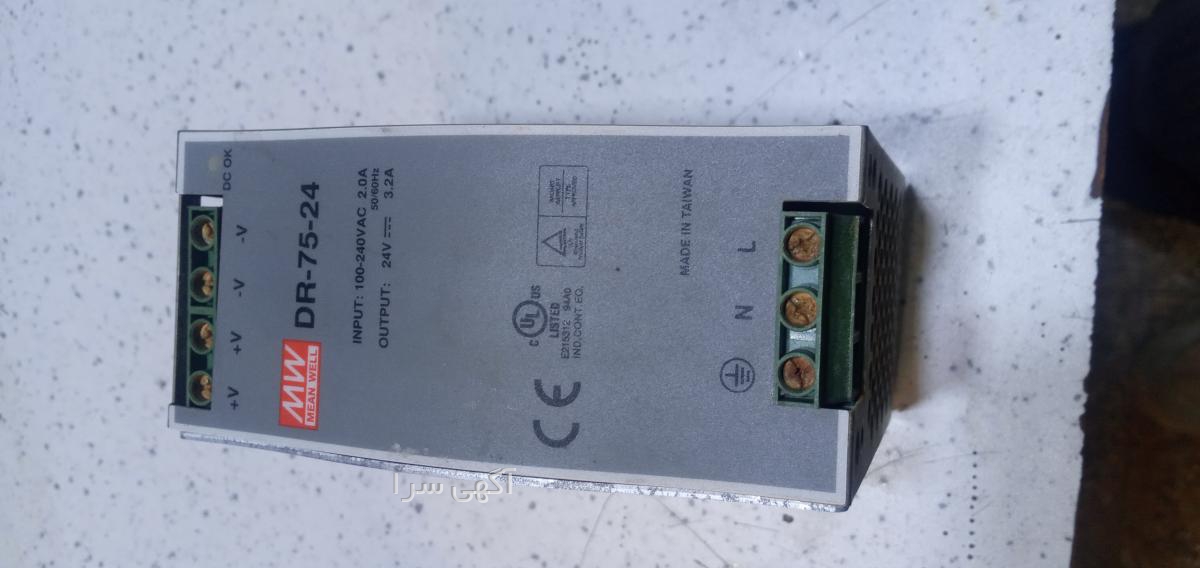 DC OK
+V +V -V -V
MW
MEAN WELL
DR-75-24
INPUT: 100-240VAC 2.0A
50/60Hz
OUTPUT: 24V 3.2A
CE
C UL US
LISTED
E215312 94A0
IND.CONT.EQ.
MADE IN TAIWAN
N L
آگهی سرا